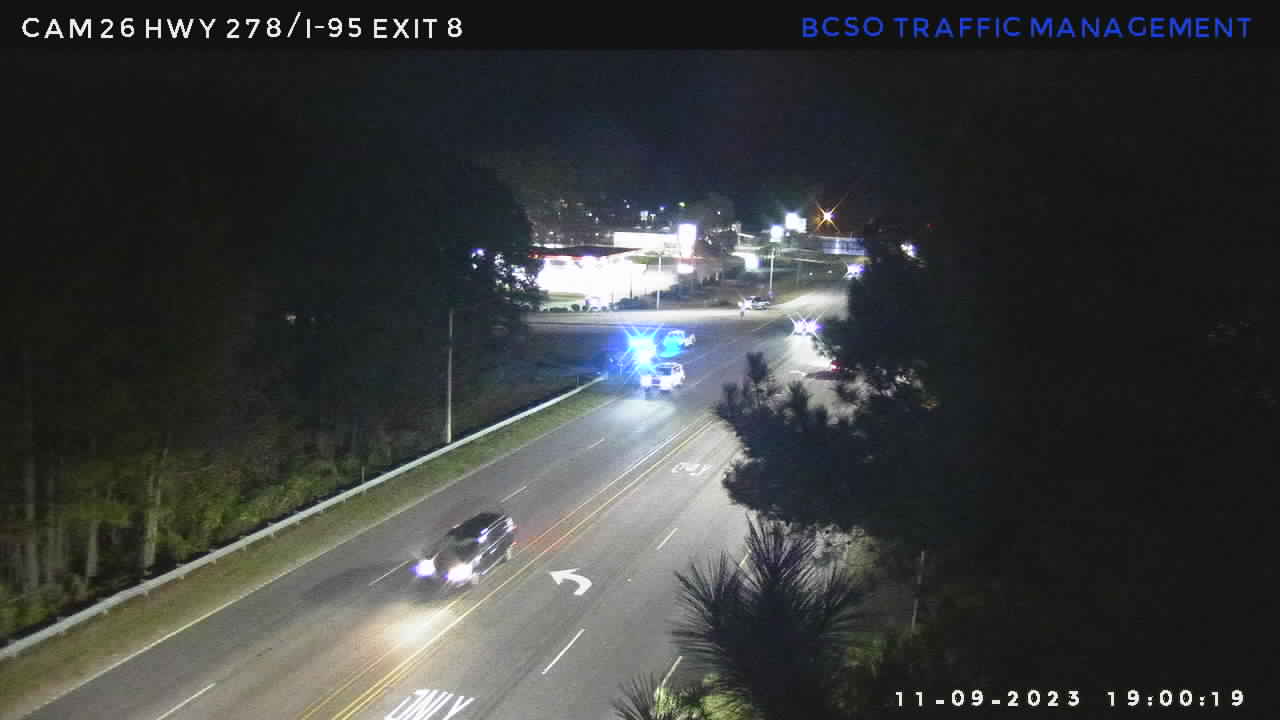 CAM 26 HWY 278/I-95 EXIT 8
BCSO TRAFFIC MANAGEMENT
ONLY
ONLY
11-09-2023 19:00:19